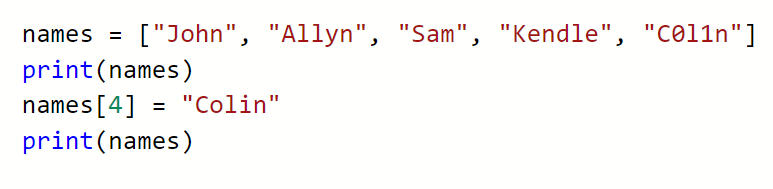 names = ["John", "Allyn", "Sam", "Kendle", "C0l1n"]
print(names)
names[4] = "Colin"
print(names)